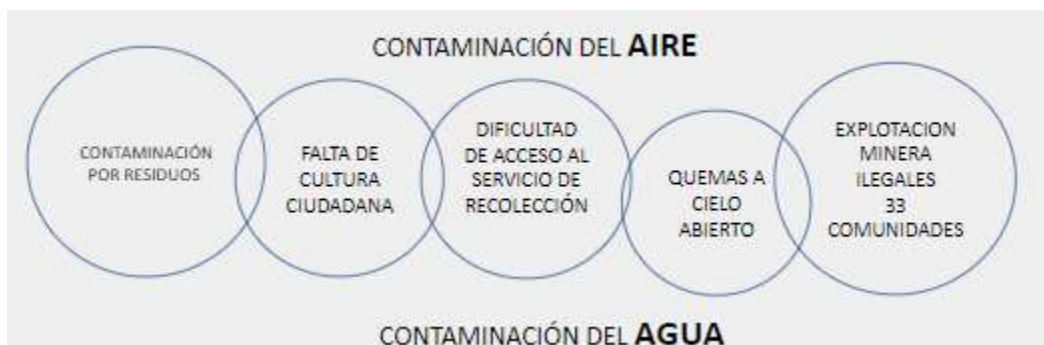 CONTAMINACIÓN DEL AIRE
CONTAMINACIÓN
POR RESIDUOS
FALTA DE
CULTURA
CIUDADANA
DIFICULTAD
DE ACCESO AL
SERVICIO DE
RECOLECCIÓN
QUEMAS A
CIELO
ABIERTO
EXPLOTACION
MINERA
ILEGALES
33
COMUNIDADES
CONTAMINACIÓN DEL AGUA